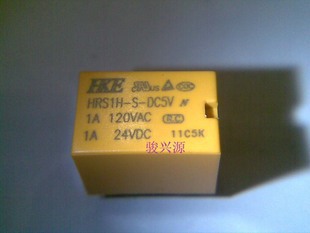 HKE
HRS1H-S-DC5V N
1A 120VAC
1A 24VDC 11C5K
骏兴源